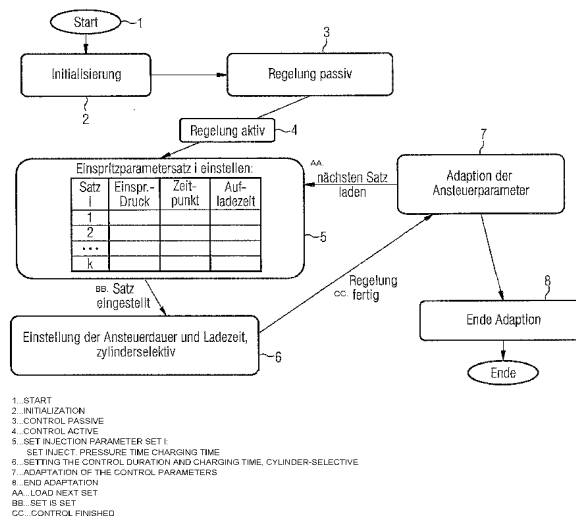 Start
1
Initialisierung
2
3
Regelung passiv
Regelung aktiv
4
Einspritzparametersatz i einstellen:
Satz i
Einspr.-Druck
Zeit-punkt
Auf-ladezeit
1
2
...
k
5
AA.
nächsten Satz
laden
7
Adaption der
Ansteuerparameter
BB. Satz
eingestellt
Regelung
CC. fertig
Einstellung der Ansteuerdauer und Ladezeit,
zylinderselektiv
6
8
Ende Adaption
Ende
1...START
2...INITIALIZATION
3...CONTROL PASSIVE
4...CONTROL ACTIVE
5...SET INJECTION PARAMETER SET I:
SET INJECT. PRESSURE TIME CHARGING TIME
6...SETTING THE CONTROL DURATION AND CHARGING TIME, CYLINDER-SELECTIVE
7...ADAPTATION OF THE CONTROL PARAMETERS
8...END ADAPTATION
AA...LOAD NEXT SET
BB...SET IS SET
CC...CONTROL FINISHED